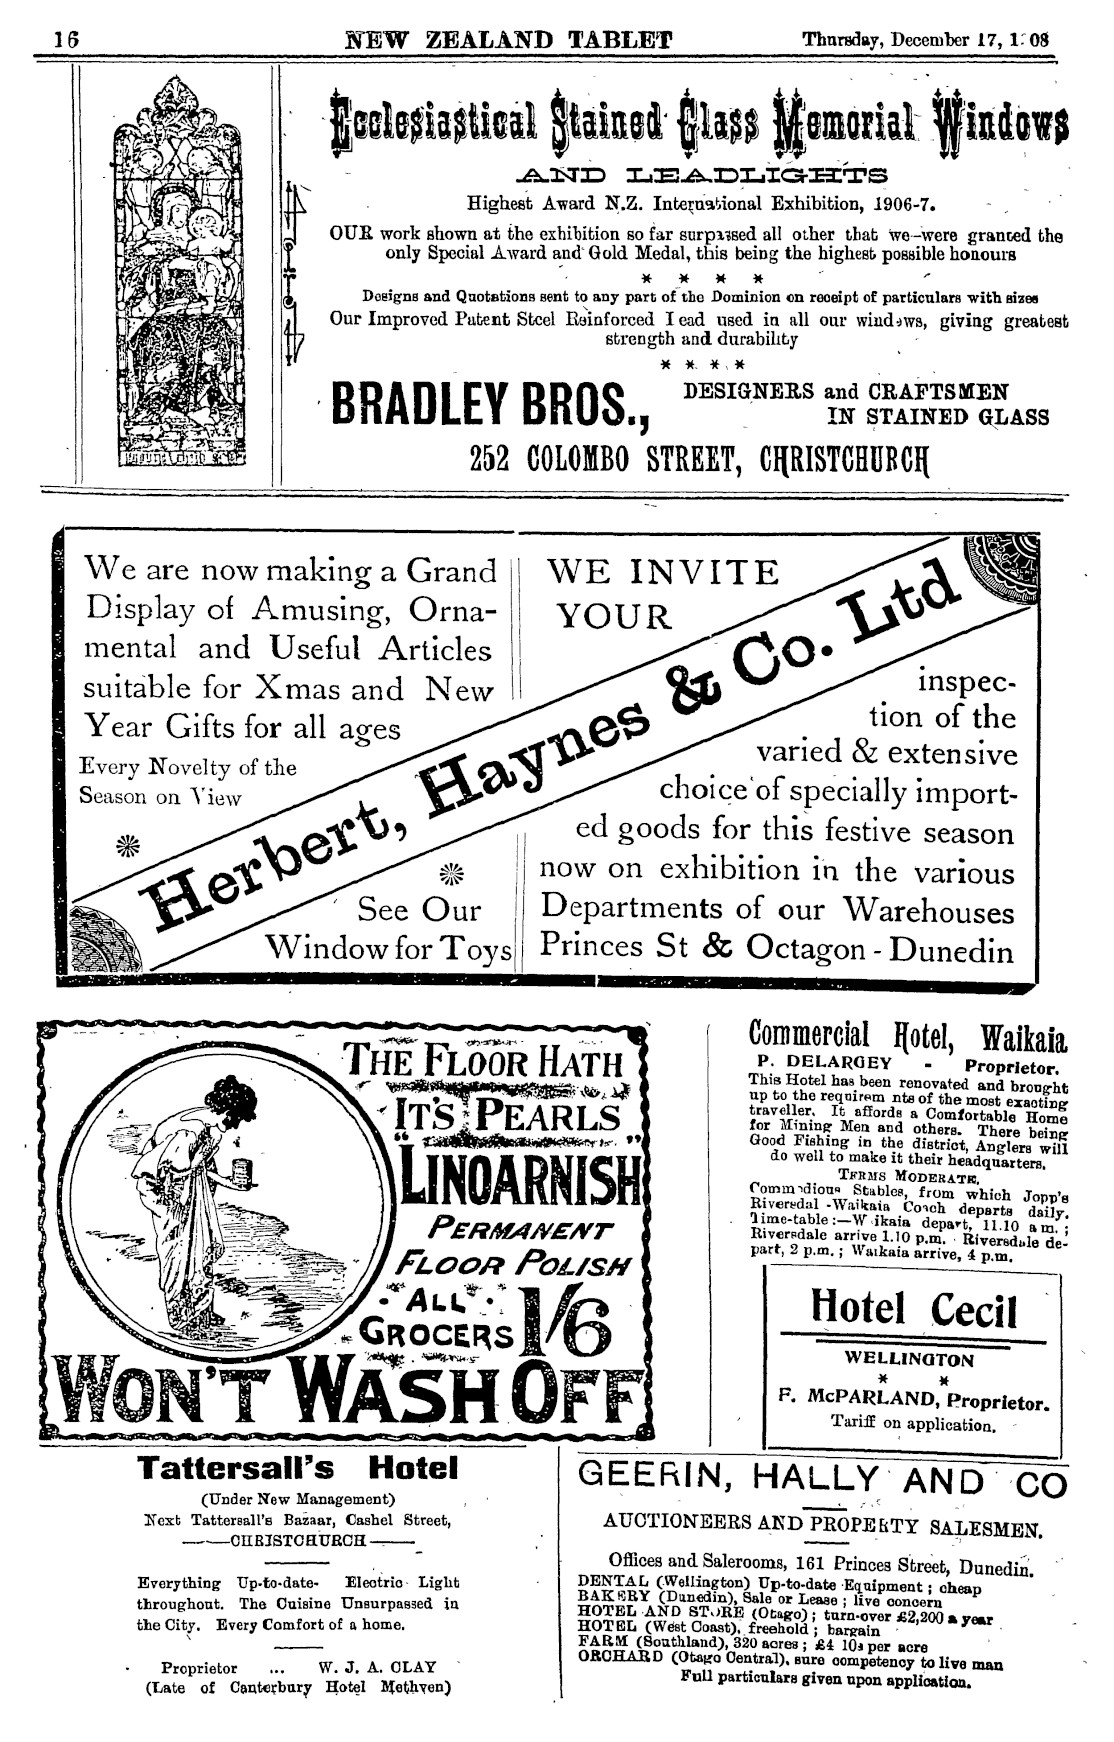 16
NEW ZEALAND TABLET
Thursday, December 17, 1908
Ecclesiastical Stained Glass Memorial Windows
AND LEADLIGHTS
Highest Award N.Z. International Exhibition, 1906-7.
OUR work shown at the exhibition so far surpassed all other that we were granted the
only Special Award and Gold Medal, this being the highest possible honours
* * * *
Designs and Quotations sent to any part of the Dominion on receipt of particulars with sizes
Our Improved Patent Steel Reinforced Lead used in all our windows, giving greatest
strength and durability
* * * *
BRADLEY BROS.,
DESIGNERS and CRAFTSMEN
IN STAINED GLASS
252 COLOMBO STREET, CHRISTCHURCH
We are now making a Grand
Display of Amusing, Orna-
mental and Useful Articles
suitable for Xmas and New
Year Gifts for all ages
Every Novelty of the
Season on View
Herbert, Haynes & Co. Ltd
See Our
Window for Toys
WE INVITE
YOUR
inspec-
tion of the
varied & extensive
choice of specially import-
ed goods for this festive season
now on exhibition in the various
Departments of our Warehouses
Princes St & Octagon - Dunedin
THE FLOOR HATH
IT'S PEARLS
"LINOARNISH"
PERMANENT
FLOOR POLISH
ALL
GROCERS 1/6
WON'T WASH OFF
Commercial Hotel, Waikaia
P. DELARGEY - Proprietor.
This Hotel has been renovated and brought
up to the requirem nts of the most exacting
traveller. It affords a Comfortable Home
for Mining Men and others. There being
Good Fishing in the district, Anglers will
do well to make it their headquarters.
TERMS MODERATE.
Commodious Stables, from which Jopp's
Riversdal -Waikaia Coach departs daily.
Time-table:—W ikaia depart, 11.10 a m. ;
Riversdale arrive 1.10 p.m. Riversdale de-
part, 2 p.m. ; Waikaia arrive, 4 p.m.
Hotel Cecil
WELLINGTON
* *
F. McPARLAND, Proprietor.
Tariff on application.
Tattersall's Hotel
(Under New Management)
Next Tattersall's Bazaar, Cashel Street,
——CHRISTCHURCH——
Everything Up-to-date- Electric Light
throughout. The Cuisine Unsurpassed in
the City. Every Comfort of a home.
Proprietor ... W. J. A. CLAY
(Late of Canterbury Hotel Methven)
GEERIN, HALLY AND CO
AUCTIONEERS AND PROPERTY SALESMEN.
Offices and Salerooms, 161 Princes Street, Dunedin.
DENTAL (Wellington) Up-to-date Equipment ; cheap
BAKERY (Dunedin), Sale or Lease ; live concern
HOTEL AND STORE (Otago) ; turn-over £2,200 a year
HOTEL (West Coast), freehold ; bargain
FARM (Southland), 320 acres ; £4 10s per acre
ORCHARD (Otago Central), sure competency to live man
Full particulars given upon application.